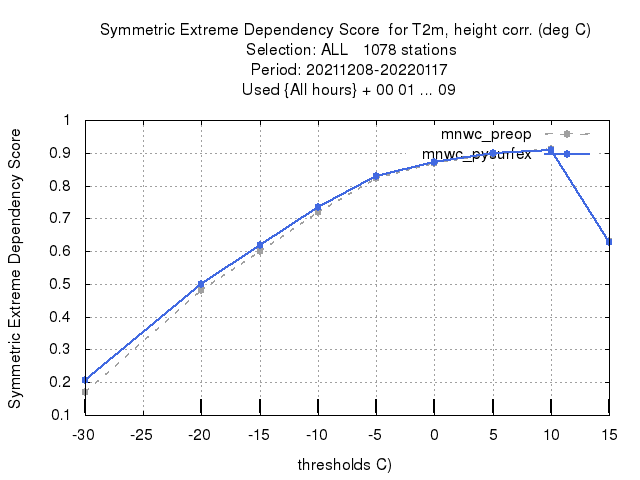 Symmetric Extreme Dependency Score  for T2m, height corr. (deg C)
Selection: ALL   1078 stations
Period: 20211208-20220117
Used {All hours} + 00 01 ... 09
Symmetric Extreme Dependency Score
1
0.9
0.8
0.7
0.6
0.5
0.4
0.3
0.2
0.1
mnwc_preop
mnwc_pysurfex
-30 -25 -20 -15 -10 -5 0 5 10 15
thresholds C)